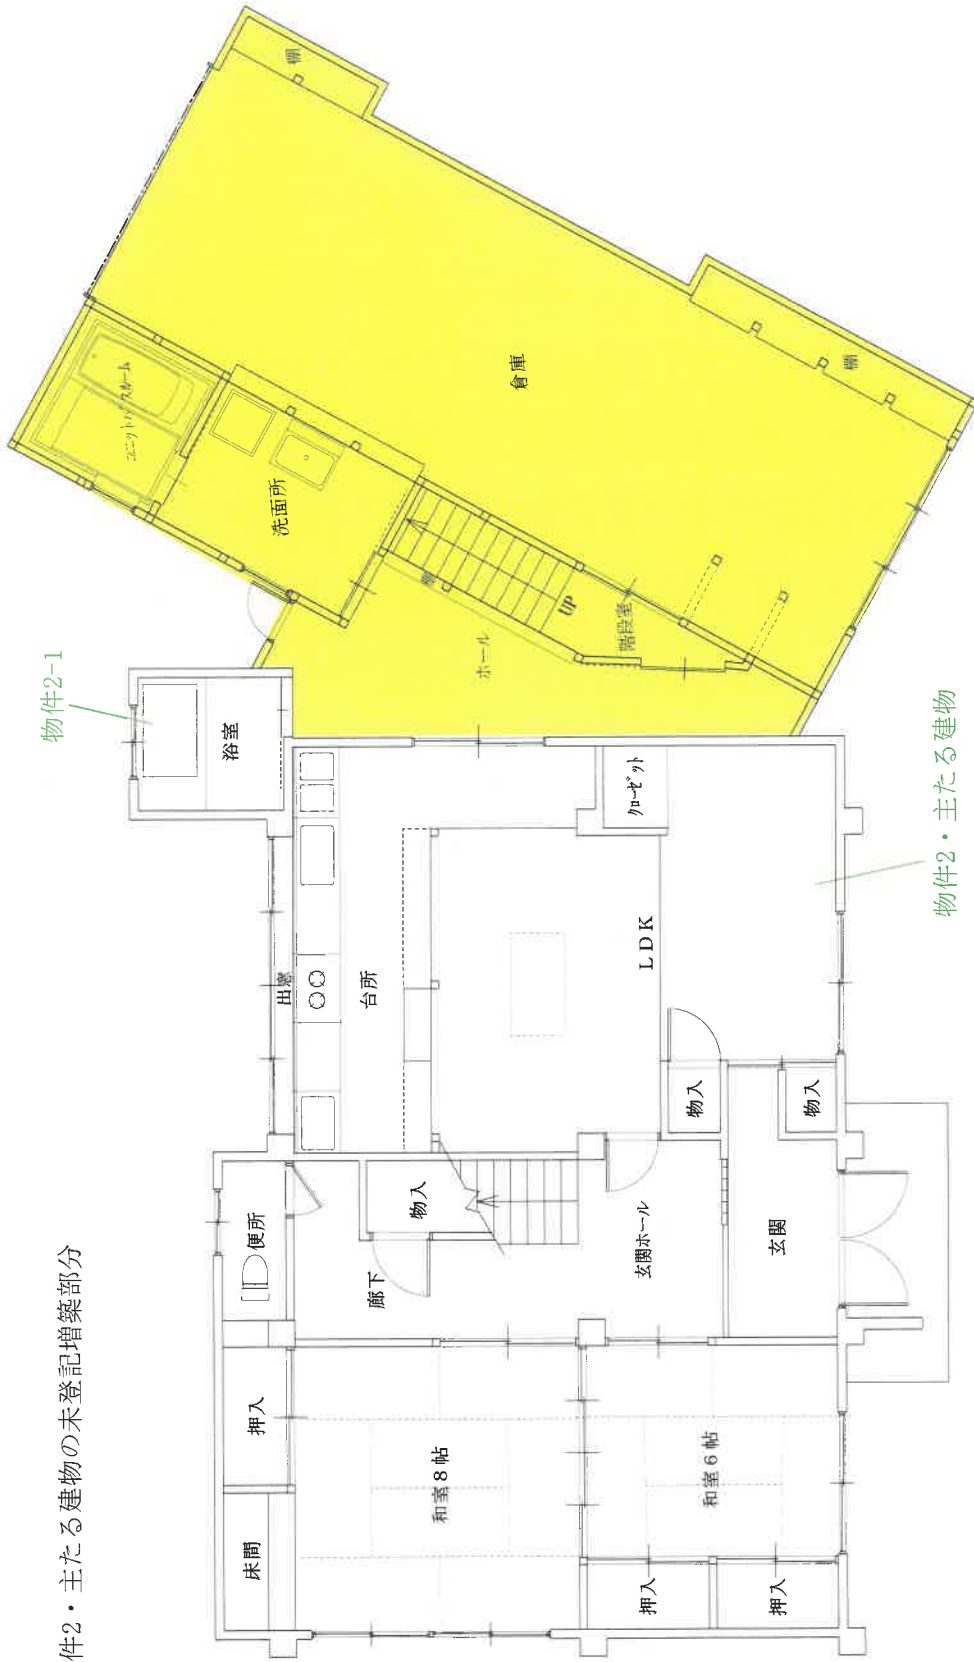 件2・主たる建物の未登記増築部分
物件2-1
物件2・主たる建物
棚
ユニットバスルーム
洗面所
倉庫
棚
棚
UP
階段室
ホール
浴室
出窓
台所
クローゼット
LDK
物入
物入
便所
物入
廊下
玄関ホール
玄関
押入
床間
和室8帖
和室6帖
押入
押入